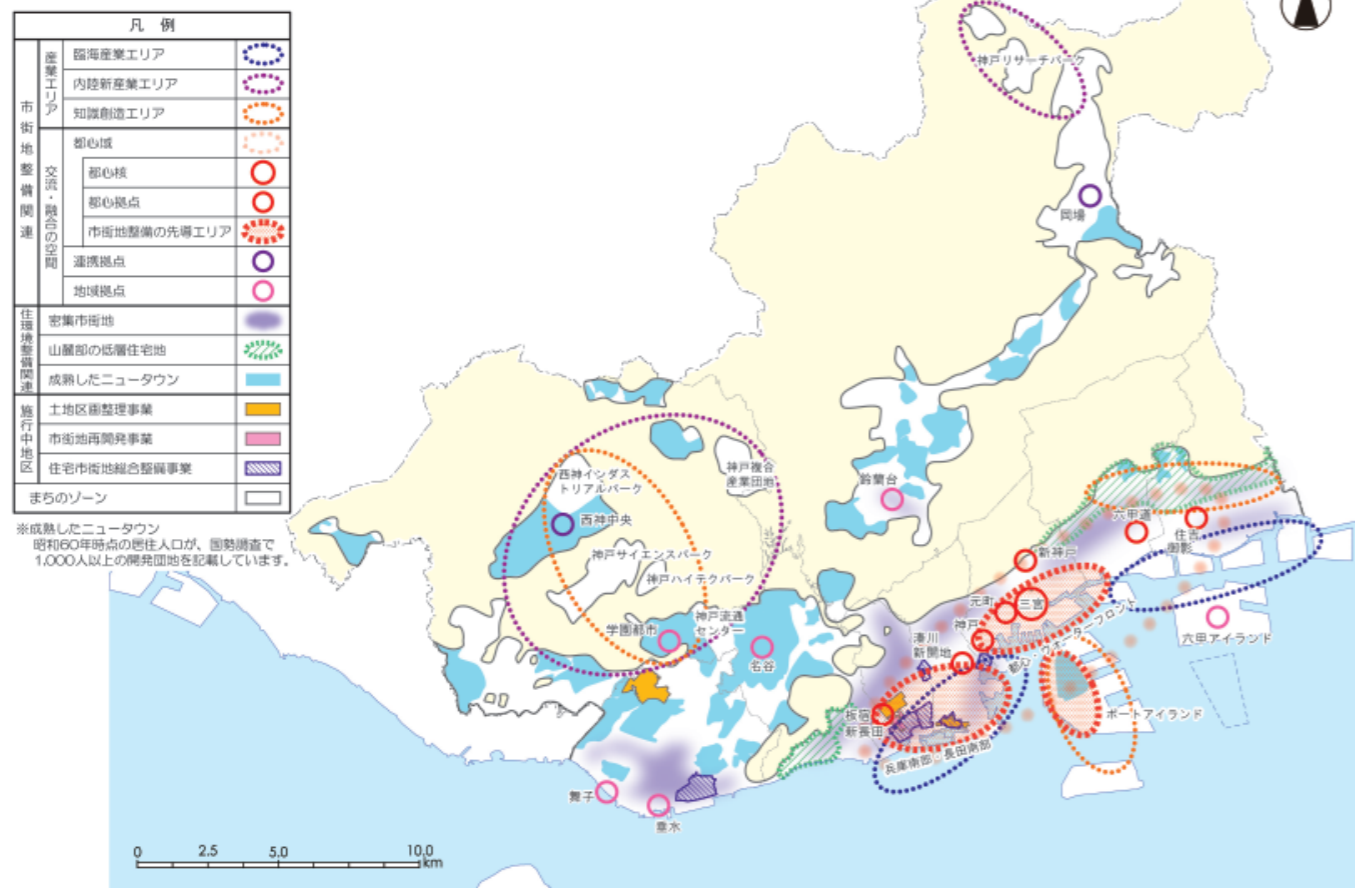 凡 例
市街地整備関連
産業エリア
臨海産業エリア
内陸新産業エリア
知識創造エリア
交流・融合の空間
都心域
都心核
都心拠点
市街地整備の先導エリア
連携拠点
地域拠点
住環境整備関連
密集市街地
山麓部の低層住宅地
成熟したニュータウン
施行中地区
土地区画整理事業
市街地再開発事業
住宅市街地総合整備事業
まちのゾーン
※成熟したニュータウン
昭和60年時点の居住人口が、国勢調査で
1,000人以上の開発団地を記載しています。
神戸リサーチパーク
岡場
西神インダス
トリアルパーク
神戸複合
産業団地
鈴蘭台
西神中央
六甲道
住吉
御影
神戸サイエンスパーク
新神戸
神戸ハイテクパーク
元町
三宮
神戸流通
センター
学園都市
神戸
湊川
新開地
都心・ウォーターフロント
六甲アイランド
名谷
板宿
新長田
ポートアイランド
兵庫南部・長田南部
舞子
垂水
0
2.5
5.0
10.0
km